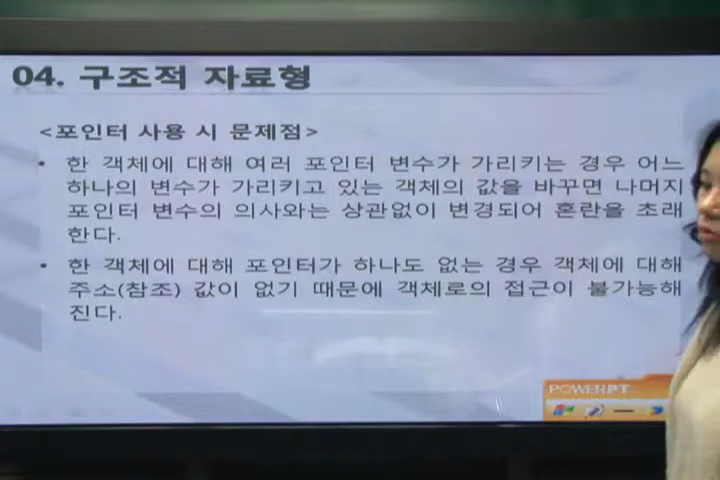 04. 구조적 자료형
<포인터 사용 시 문제점>
• 한 객체에 대해 여러 포인터 변수가 가리키는 경우 어느
하나의 변수가 가리키고 있는 객체의 값을 바꾸면 나머지
포인터 변수의 의사와는 상관없이 변경되어 혼란을 초래
한다.
• 한 객체에 대해 포인터가 하나도 없는 경우 객체에 대해
주소(참조) 값이 없기 때문에 객체로의 접근이 불가능해
진다.
POWERPT